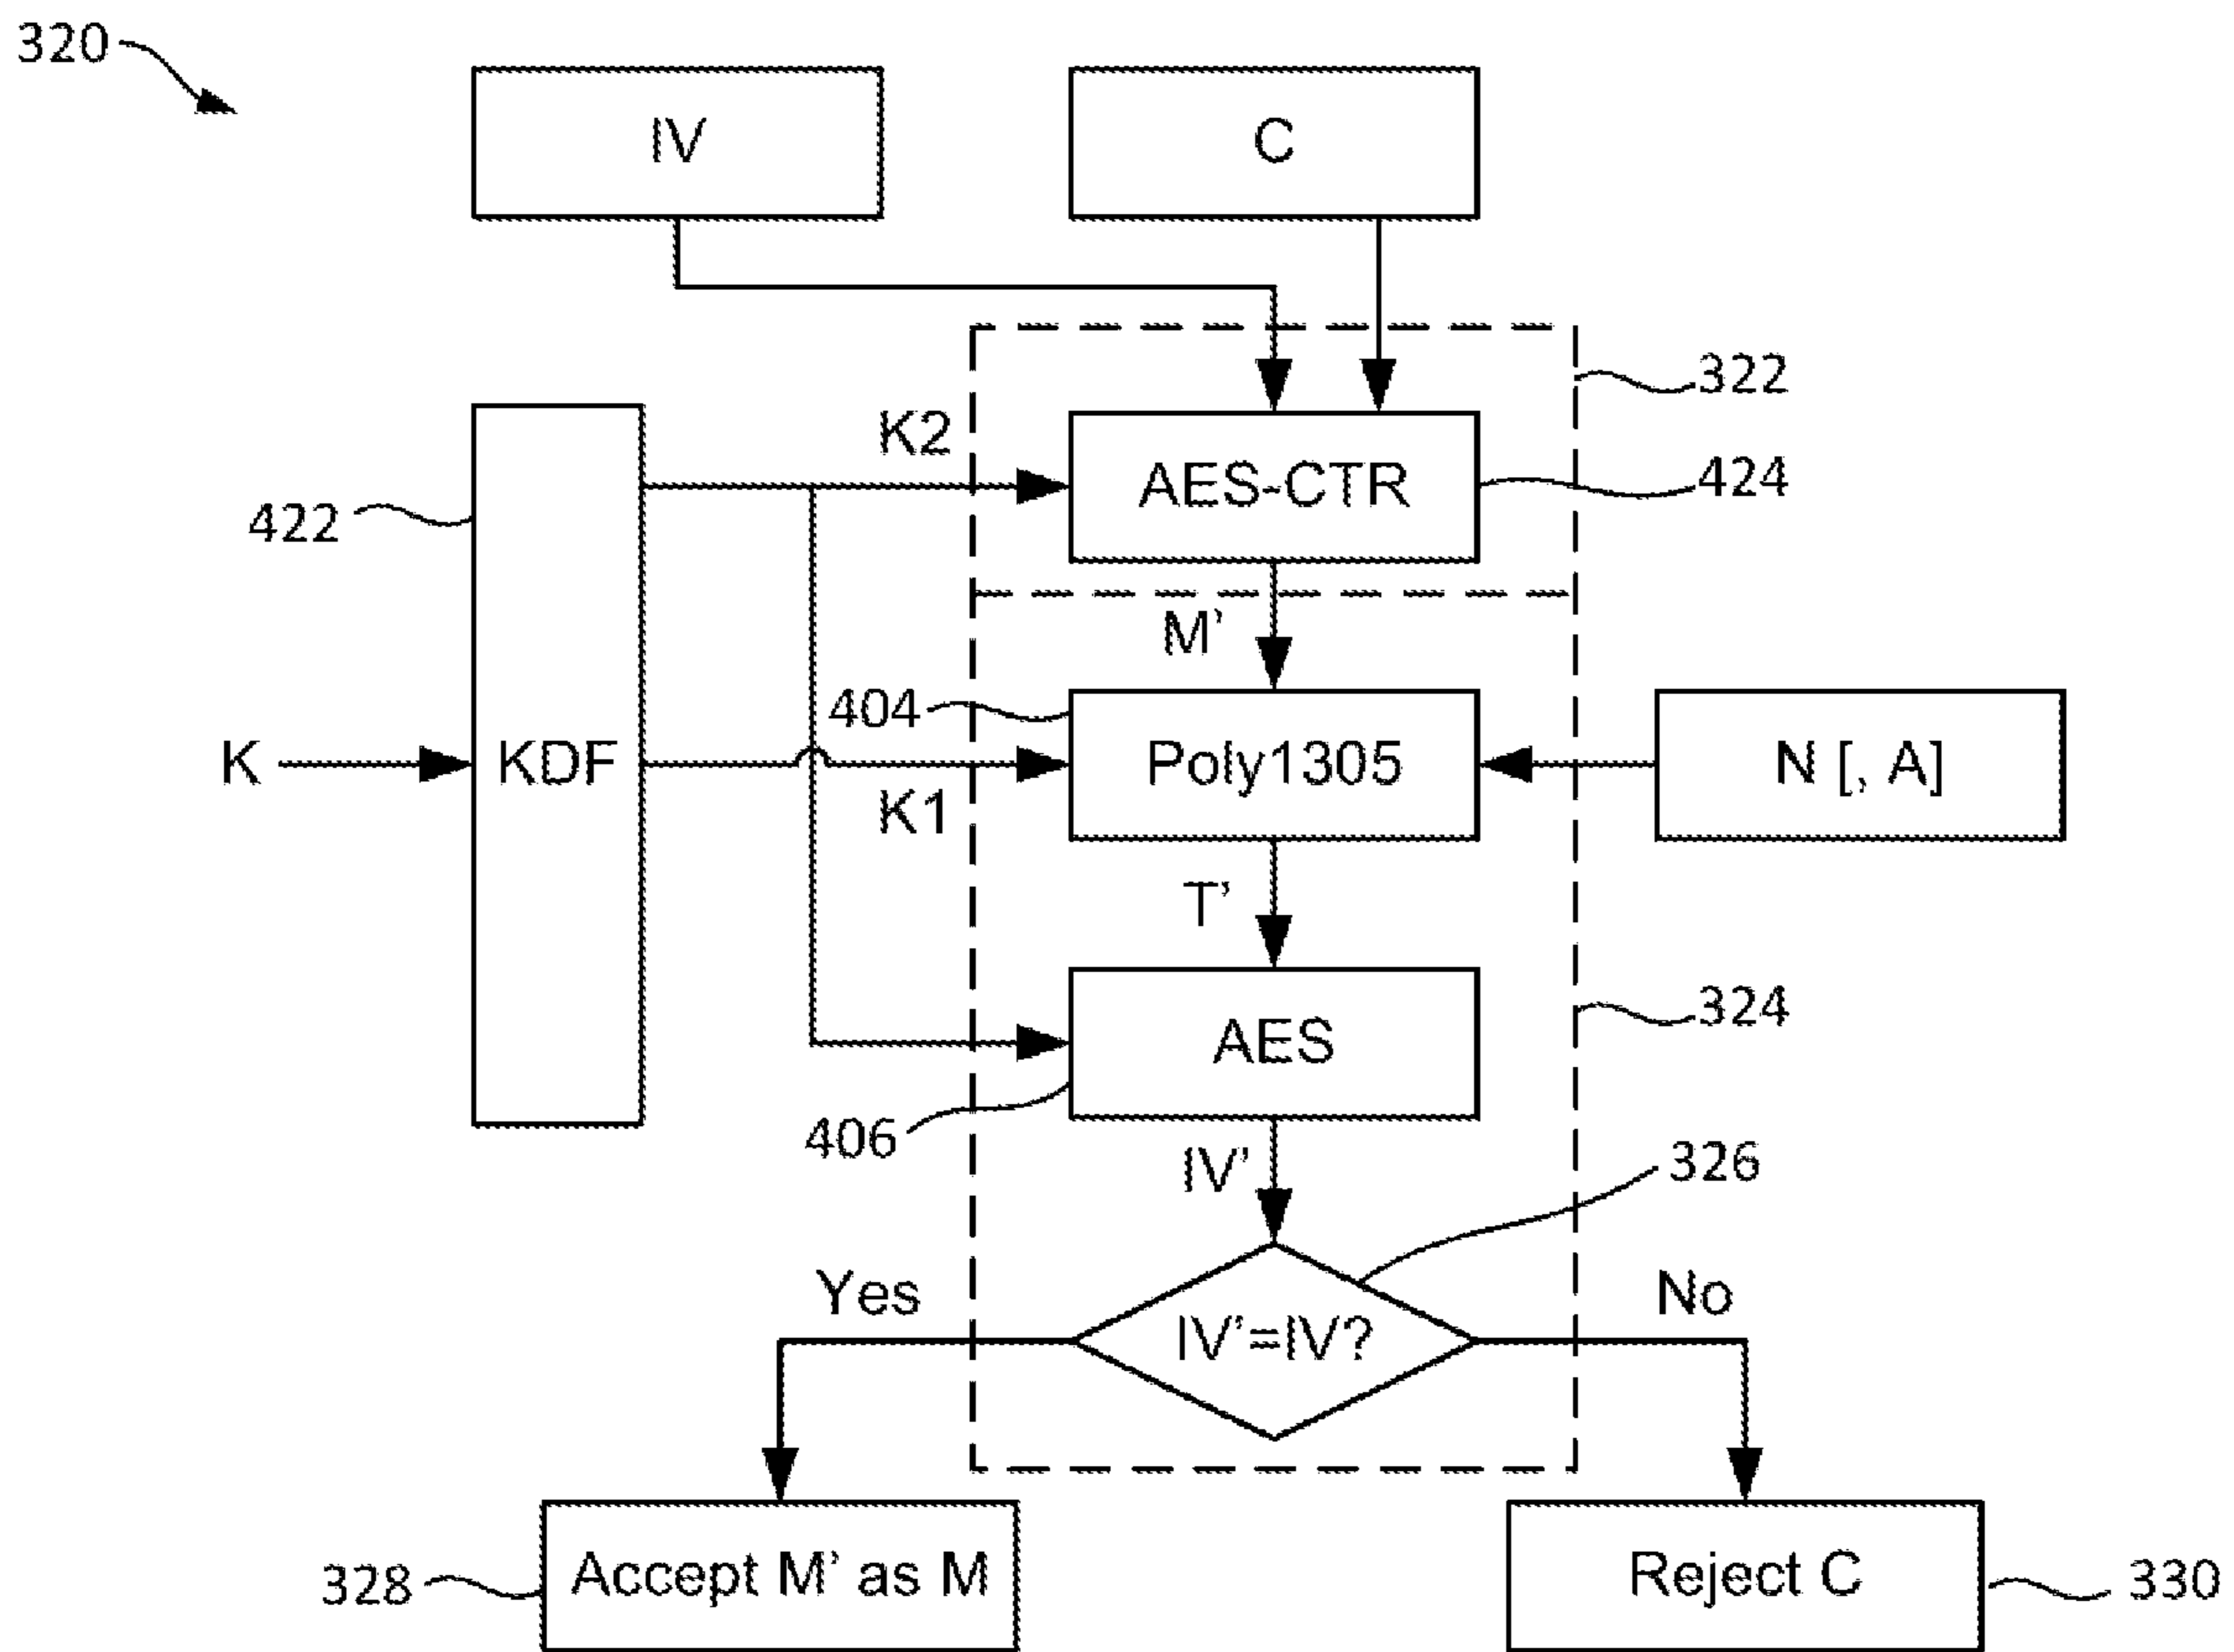 320
IV
C
322
K2
AES-CTR
424
422
M'
404
K
KDF
Poly1305
N [, A]
K1
T'
324
AES
406
IV'
326
Yes
No
IV'=IV?
328
Accept M' as M
Reject C
330